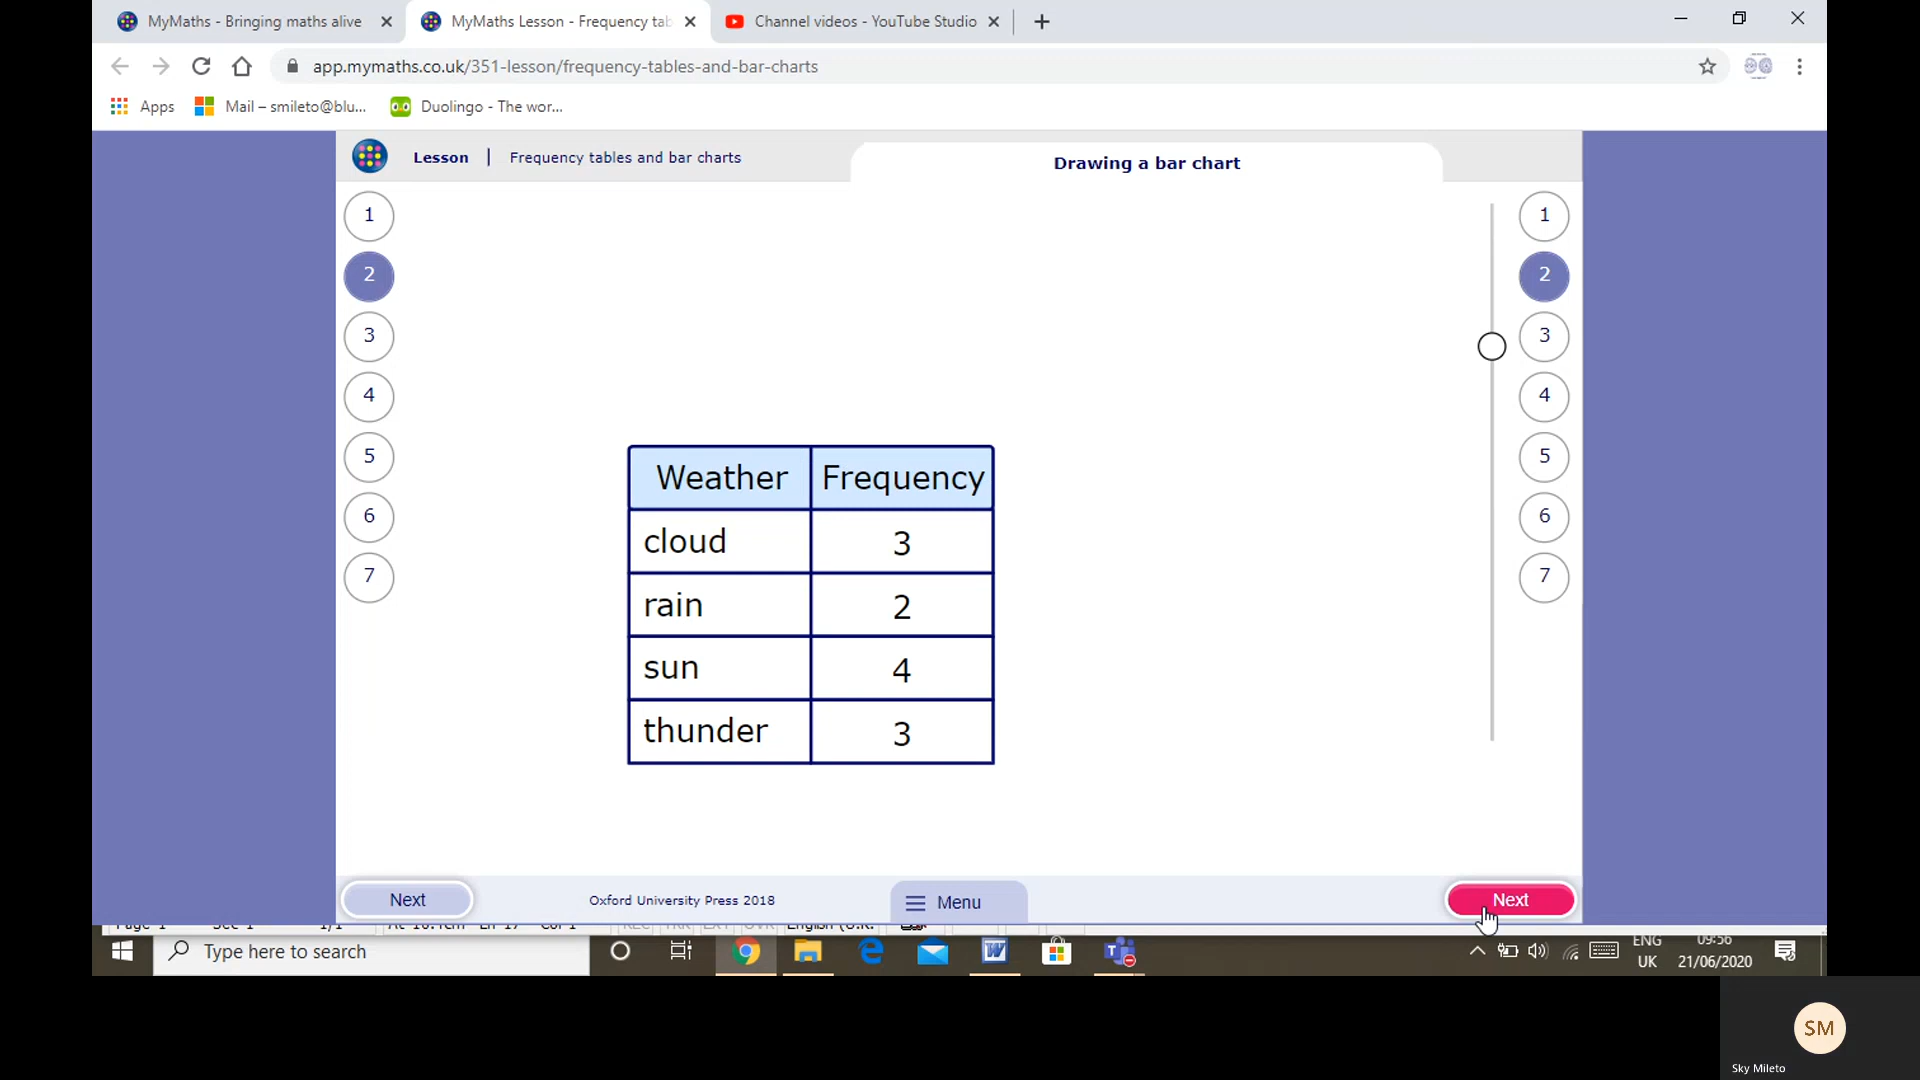 MyMaths - Bringing maths alive
MyMaths Lesson - Frequency tab
Channel videos - YouTube Studio
app.mymaths.co.uk/351-lesson/frequency-tables-and-bar-charts
Apps
Mail – smileto@blu...
Duolingo - The wor...
Lesson | Frequency tables and bar charts
Drawing a bar chart
1 1
2 2
3 3
4 4
5 5
6 6
7 7
Weather Frequency
cloud 3
rain 2
sun 4
thunder 3
Next
Oxford University Press 2018
Menu
Next
Type here to search
ENG
UK
09:56
21/06/2020
SM
Sky Mileto